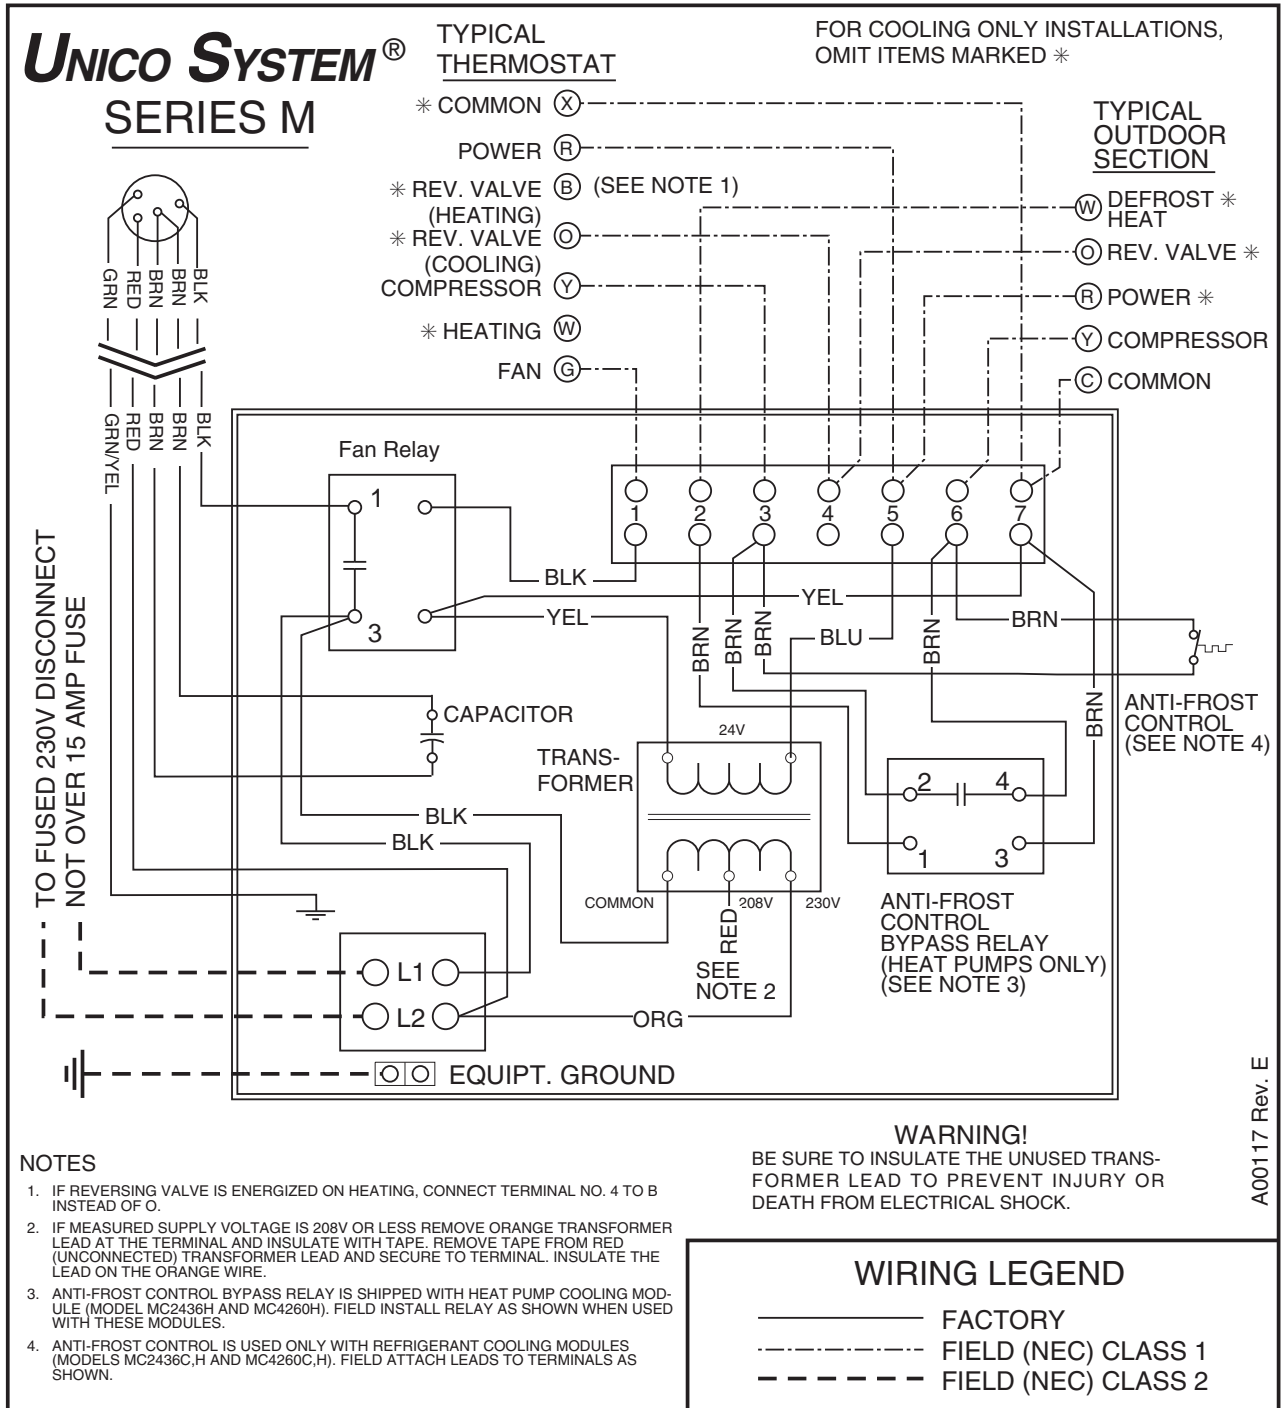 UNICO SYSTEM®
SERIES M
TYPICAL
THERMOSTAT
FOR COOLING ONLY INSTALLATIONS,
OMIT ITEMS MARKED ✳
✳ COMMON X
POWER R
✳ REV. VALVE B (SEE NOTE 1)
(HEATING)
✳ REV. VALVE O
(COOLING)
COMPRESSOR Y
✳ HEATING W
FAN G
TYPICAL
OUTDOOR
SECTION
W DEFROST ✳
HEAT
O REV. VALVE ✳
R POWER ✳
Y COMPRESSOR
C COMMON
GRN
RED
BRN
BRN
BLK
GRN/YEL
RED
BRN
BRN
BLK
TO FUSED 230V DISCONNECT
NOT OVER 15 AMP FUSE
Fan Relay
1
3
1 2 3 4 5 6 7
BLK
YEL
YEL
BLU
BRN
BRN
BRN
BRN
BRN
BRN
ANTI-FROST
CONTROL
(SEE NOTE 4)
CAPACITOR
TRANS-
FORMER
24V
COMMON
208V
230V
RED
SEE
NOTE 2
BLK
BLK
2 4
1 3
ANTI-FROST
CONTROL
BYPASS RELAY
(HEAT PUMPS ONLY)
(SEE NOTE 3)
L1
L2
ORG
EQUIPT. GROUND
A00117 Rev. E
NOTES
1. IF REVERSING VALVE IS ENERGIZED ON HEATING, CONNECT TERMINAL NO. 4 TO B
INSTEAD OF O.
2. IF MEASURED SUPPLY VOLTAGE IS 208V OR LESS REMOVE ORANGE TRANSFORMER
LEAD AT THE TERMINAL AND INSULATE WITH TAPE. REMOVE TAPE FROM RED
(UNCONNECTED) TRANSFORMER LEAD AND SECURE TO TERMINAL. INSULATE THE
LEAD ON THE ORANGE WIRE.
3. ANTI-FROST CONTROL BYPASS RELAY IS SHIPPED WITH HEAT PUMP COOLING MOD-
ULE (MODEL MC2436H AND MC4260H). FIELD INSTALL RELAY AS SHOWN WHEN USED
WITH THESE MODULES.
4. ANTI-FROST CONTROL IS USED ONLY WITH REFRIGERANT COOLING MODULES
(MODELS MC2436C,H AND MC4260C,H). FIELD ATTACH LEADS TO TERMINALS AS
SHOWN.
WARNING!
BE SURE TO INSULATE THE UNUSED TRANS-
FORMER LEAD TO PREVENT INJURY OR
DEATH FROM ELECTRICAL SHOCK.
WIRING LEGEND
FACTORY
FIELD (NEC) CLASS 1
FIELD (NEC) CLASS 2